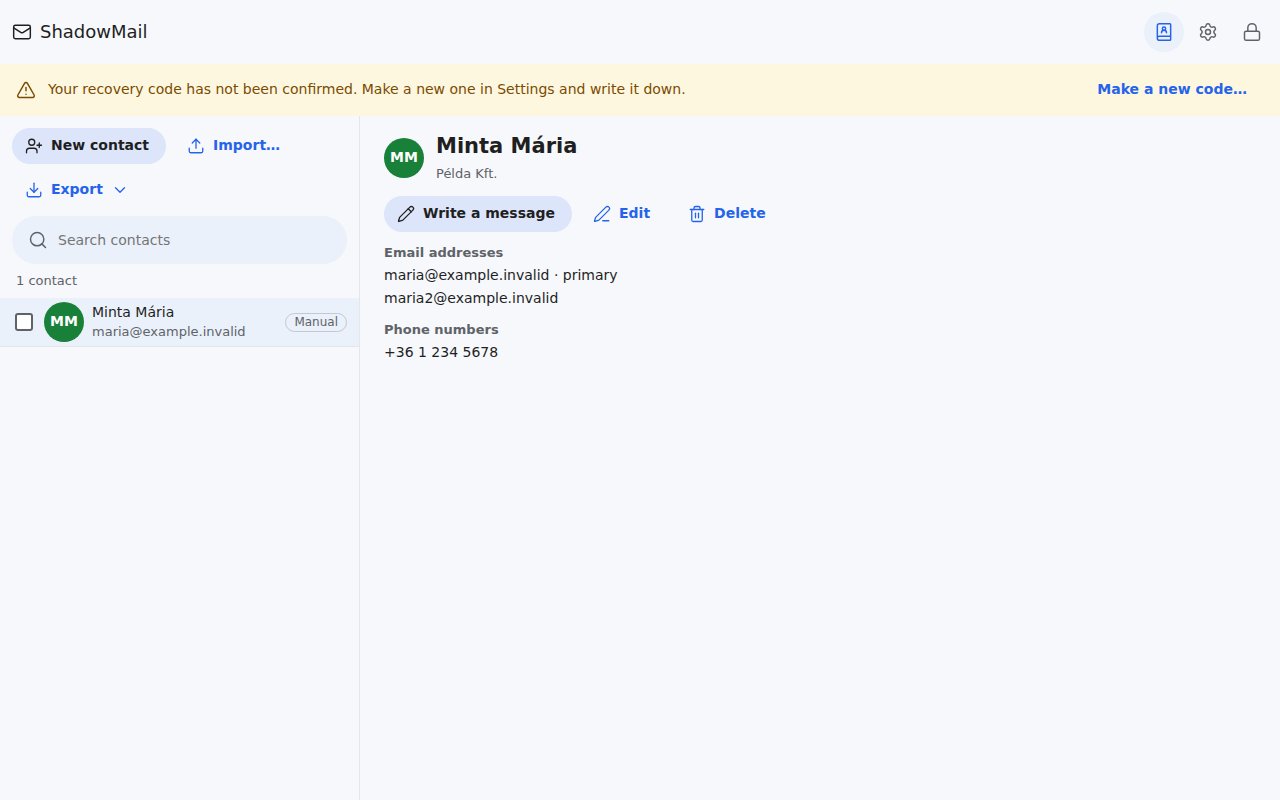 ShadowMail
Your recovery code has not been confirmed. Make a new one in Settings and write it down.
Make a new code…
New contact
Import…
Export
Search contacts
1 contact
MM
Minta Mária
maria@example.invalid
Manual
MM
Minta Mária
Példa Kft.
Write a message
Edit
Delete
Email addresses
maria@example.invalid · primary
maria2@example.invalid
Phone numbers
+36 1 234 5678